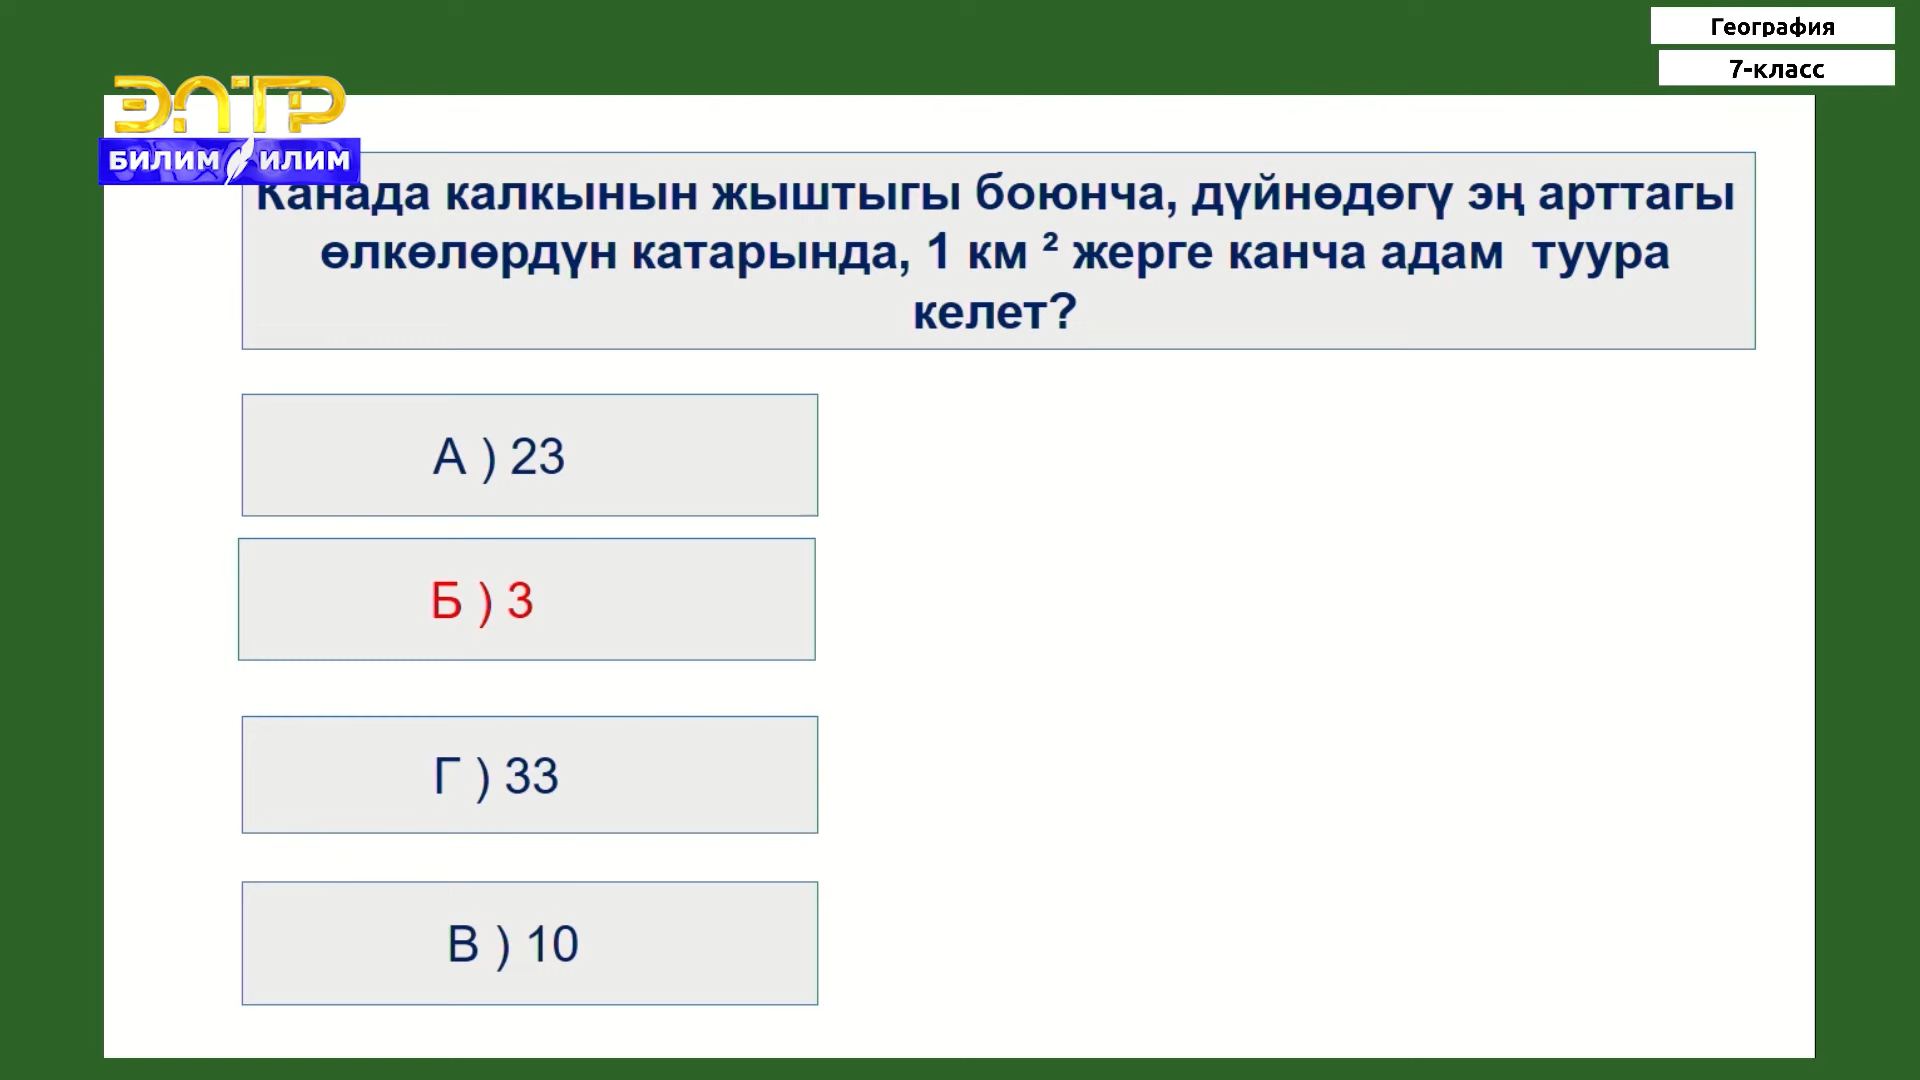 География
7-класс
ЭЛТР
БИЛИМ ИЛИМ
Канада калкынын жыштыгы боюнча, дүйнөдөгү эң арттагы
өлкөлөрдүн катарында, 1 км ² жерге канча адам туура
келет?
А ) 23
Б ) 3
Г ) 33
В ) 10